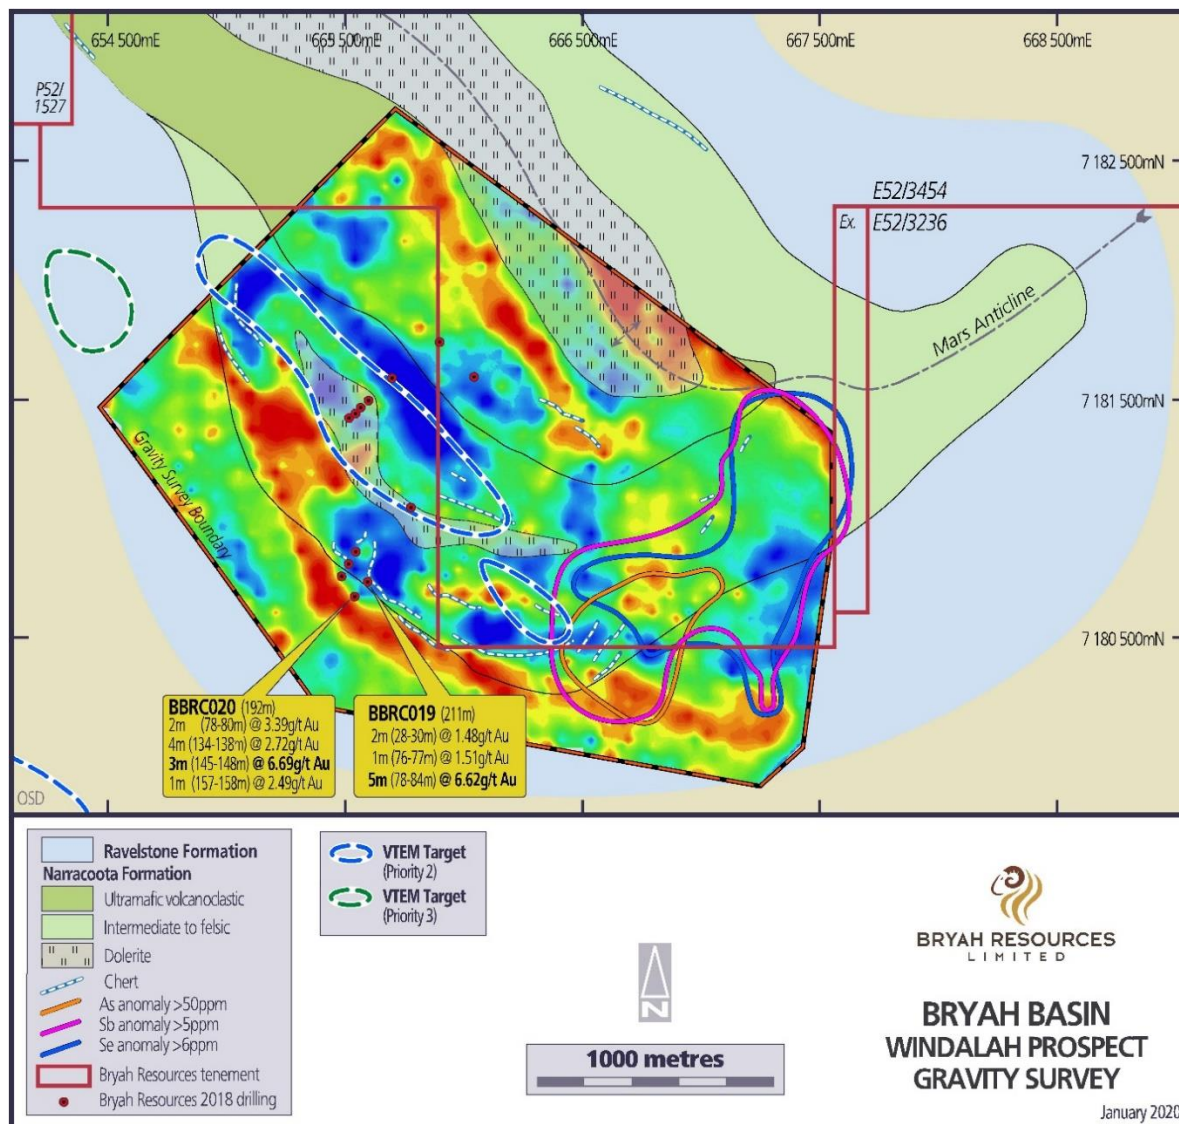 654 500mE
665 500mE
666 500mE
667 500mE
668 500mE
P52/
1527
7 182 500mN
E52/3454
Ex.
E52/3236
Mars Anticline
7 181 500mN
Gravity Survey Boundary
7 180 500mN
BBRC020 (192m)
2m (78-80m) @ 3.39g/t Au
4m (134-138m) @ 2.72g/t Au
3m (145-148m) @ 6.69g/t Au
1m (157-158m) @ 2.49g/t Au
BBRC019 (211m)
2m (28-30m) @ 1.48g/t Au
1m (76-77m) @ 1.51g/t Au
5m (78-84m) @ 6.62g/t Au
OSD
Ravelstone Formation
Narracoota Formation
Ultramafic volcanoclastic
Intermediate to felsic
Dolerite
Chert
As anomaly >50ppm
Sb anomaly >5ppm
Se anomaly >6ppm
Bryah Resources tenement
Bryah Resources 2018 drilling
VTEM Target
(Priority 2)
VTEM Target
(Priority 3)
N
1000 metres
BRYAH RESOURCES
LIMITED
BRYAH BASIN
WINDALAH PROSPECT
GRAVITY SURVEY
January 2020